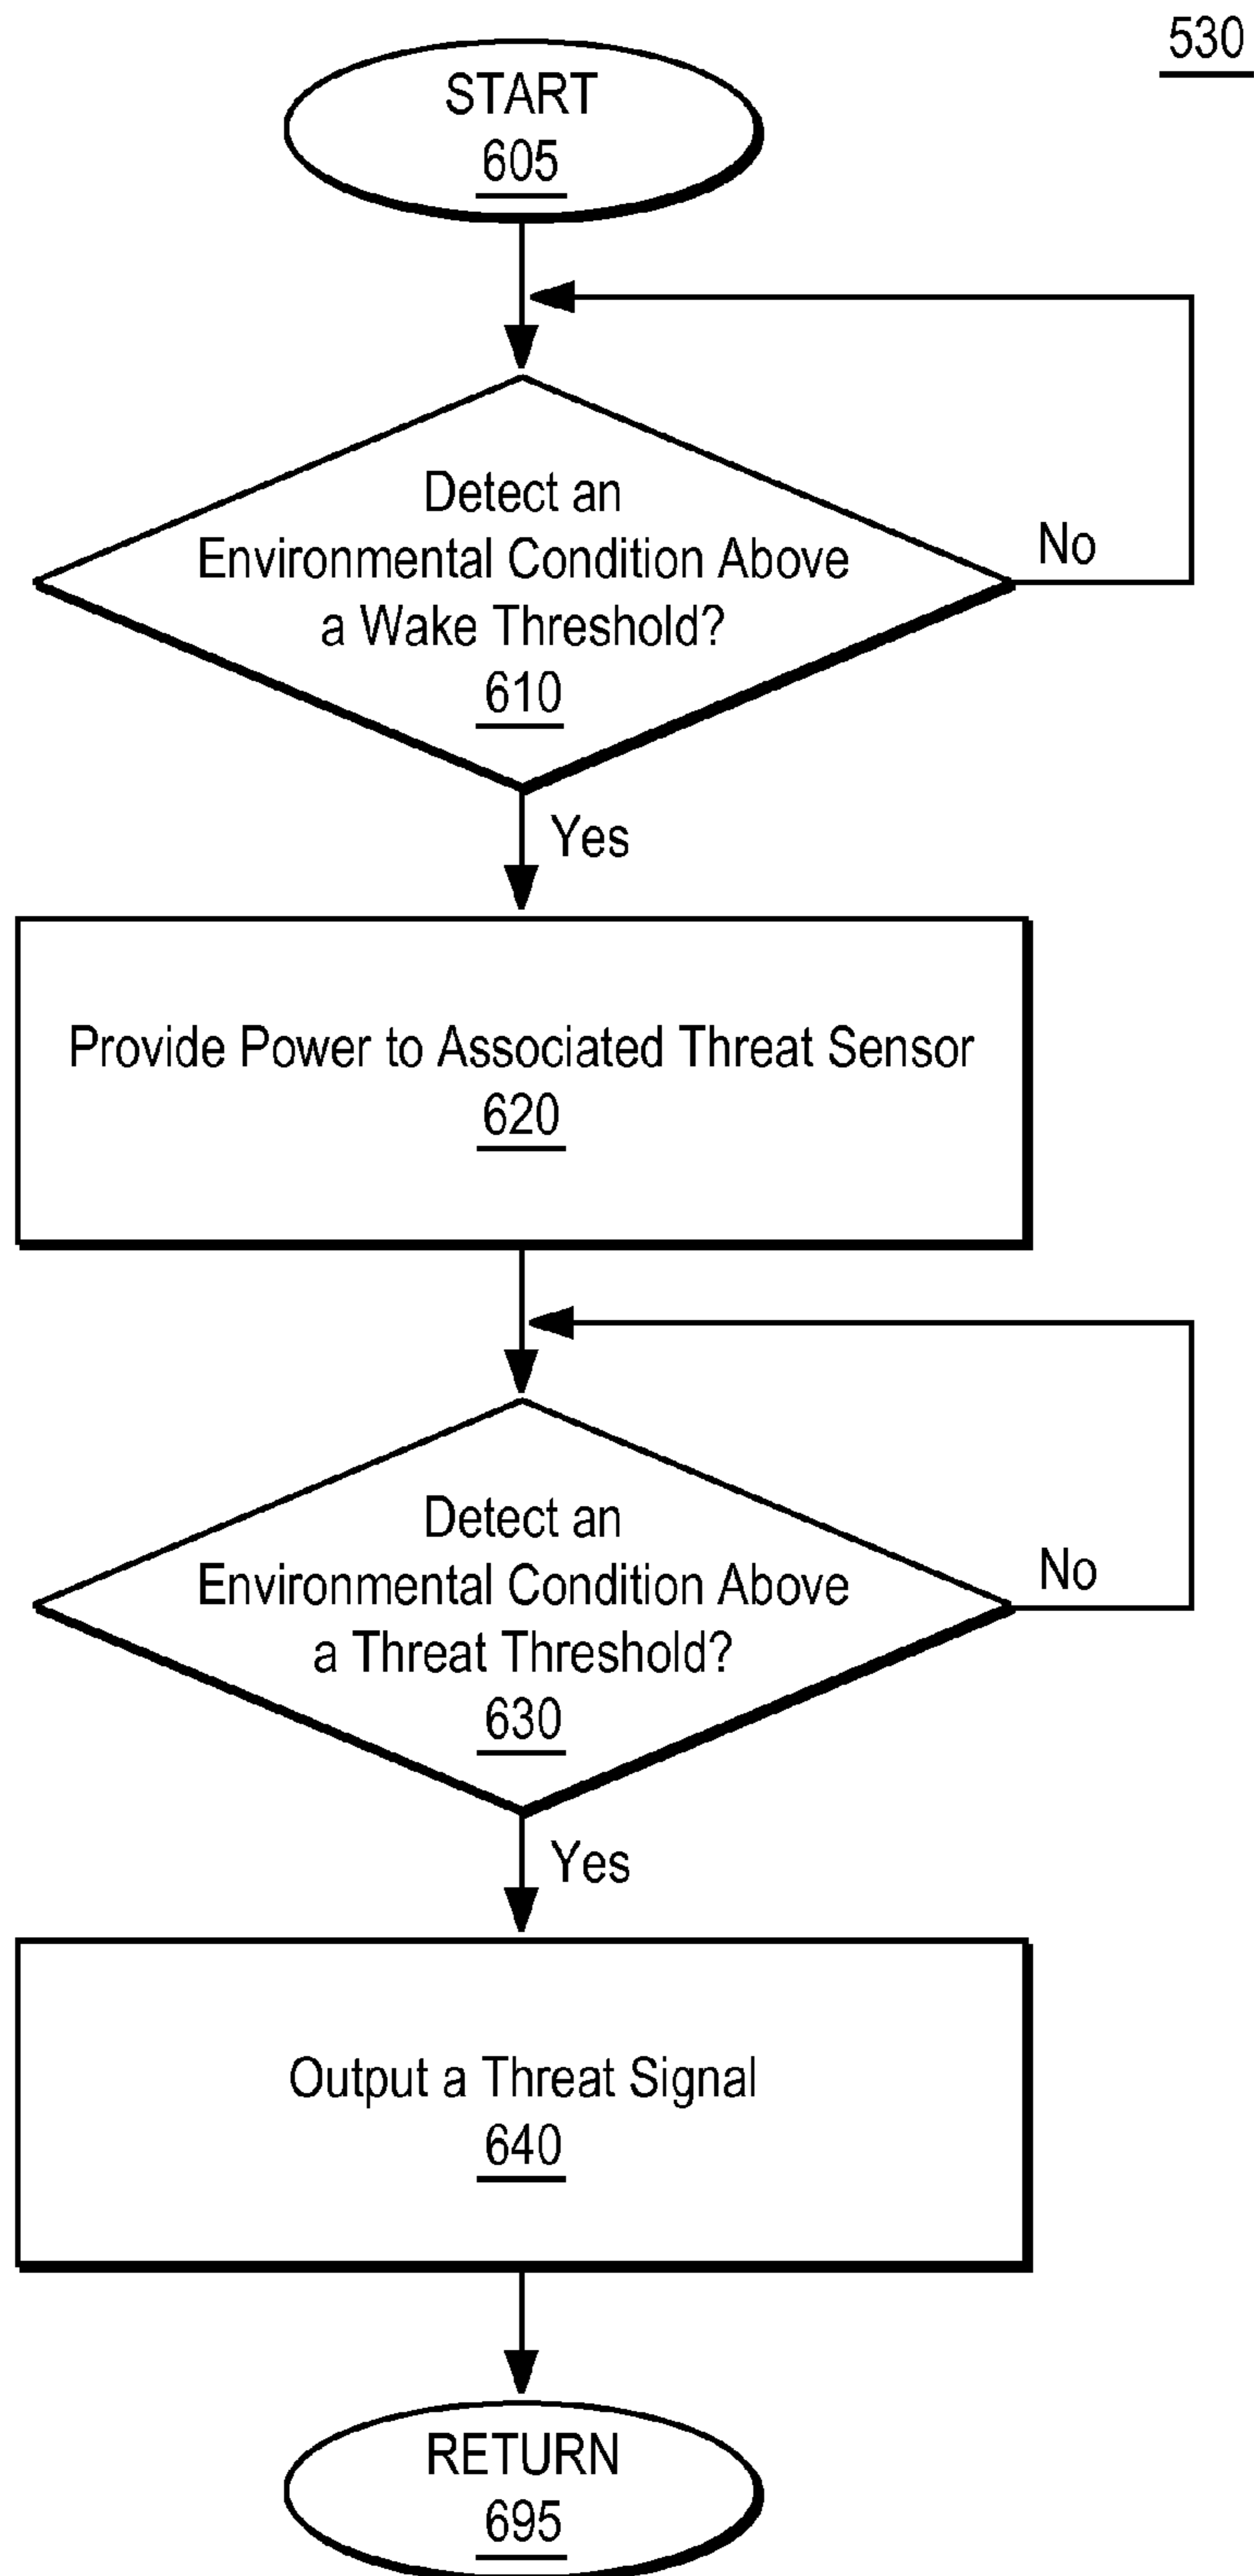 530
START
605
Detect an
Environmental Condition Above
a Wake Threshold?
610
No
Yes
Provide Power to Associated Threat Sensor
620
Detect an
Environmental Condition Above
a Threat Threshold?
630
No
Yes
Output a Threat Signal
640
RETURN
695